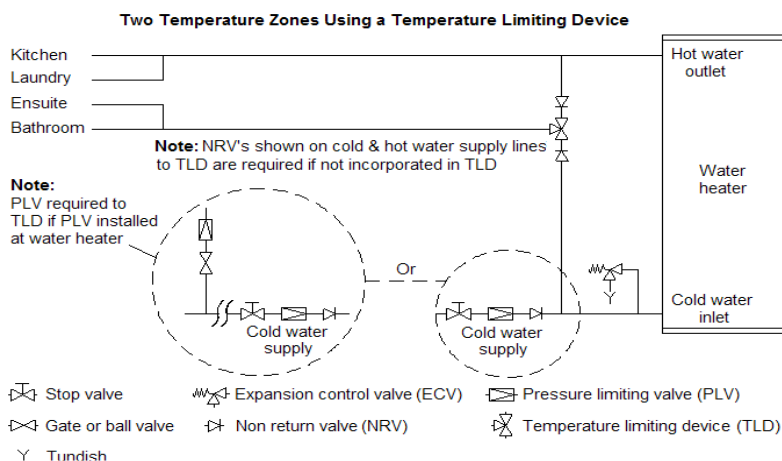 Two Temperature Zones Using a Temperature Limiting Device
Kitchen
Laundry
Ensuite
Bathroom
Hot water
outlet
Note: NRV's shown on cold & hot water supply lines
to TLD are required if not incorporated in TLD
Water
heater
Note:
PLV required to
TLD if PLV installed
at water heater
Or
Cold water
supply
Cold water
supply
Cold water
inlet
Stop valve
Expansion control valve (ECV)
Pressure limiting valve (PLV)
Gate or ball valve
Non return valve (NRV)
Temperature limiting device (TLD)
Tundish